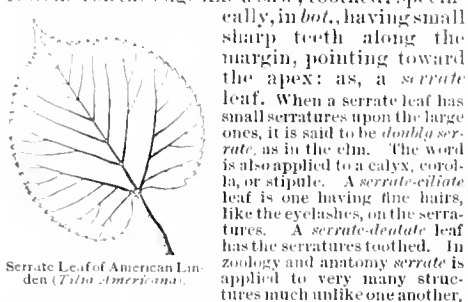 cally, in bot., having small
sharp teeth along the
margin, pointing toward
the apex: as, a serrate
leaf. When a serrate leaf has
small serratures upon the large
ones, it is said to be doubly ser-
rate, as in the elm. The word
is also applied to a calyx, corol-
la, or stipule. A serrate-ciliate
leaf is one having fine hairs,
like the eyelashes, on the serra-
tures. A serrate-dentate leaf
has the serratures toothed. In
zoology and anatomy serrate is
applied to very many struc-
tures much unlike one another.
Serrate Leaf of American Lin-
den (Tilia Americana).